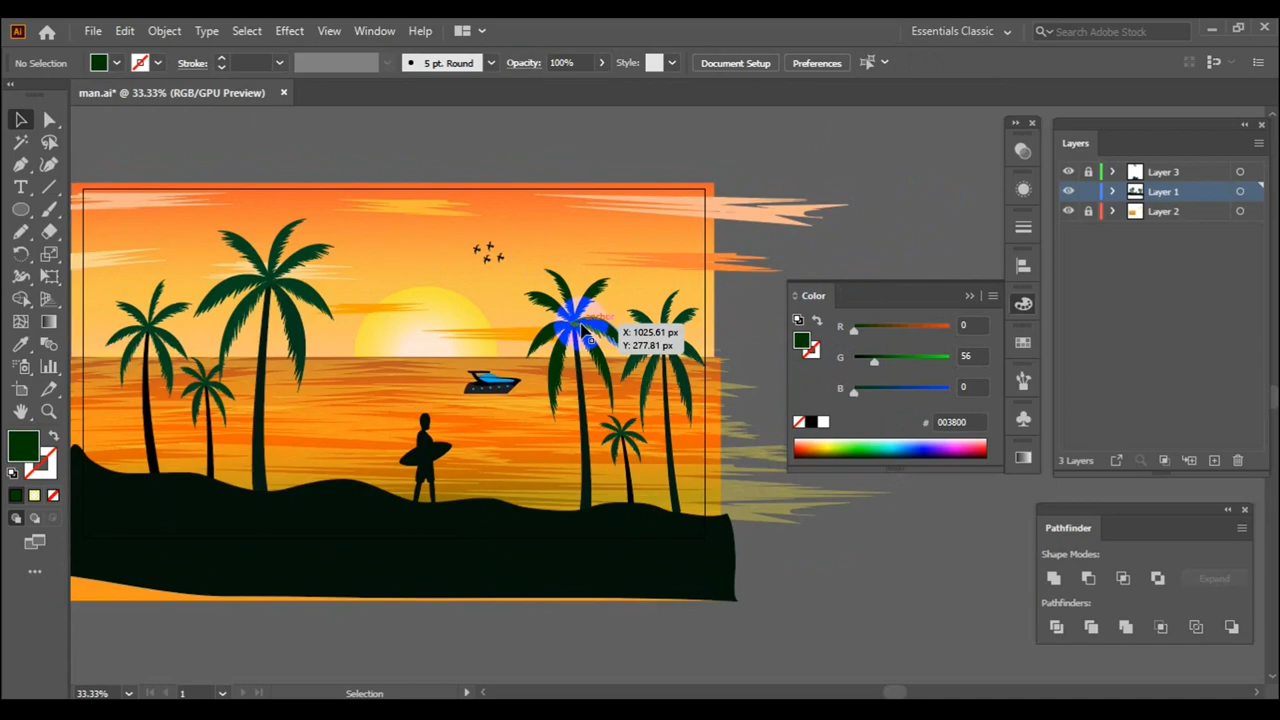 Ai File Edit Object Type Select Effect View Window Help Essentials Classic Search Adobe Stock
No Selection Stroke: 5 pt. Round Opacity: 100% Style: Document Setup Preferences
man.ai* @ 33.33% (RGB/GPU Preview)
Layers
Layer 3
Layer 1
Layer 2
Color
X: 1025.61 px
Y: 277.81 px
R 0
G 56
B 0
# 003800
3 Layers
Pathfinder
Shape Modes:
Expand
Pathfinders:
33.33% 1 Selection